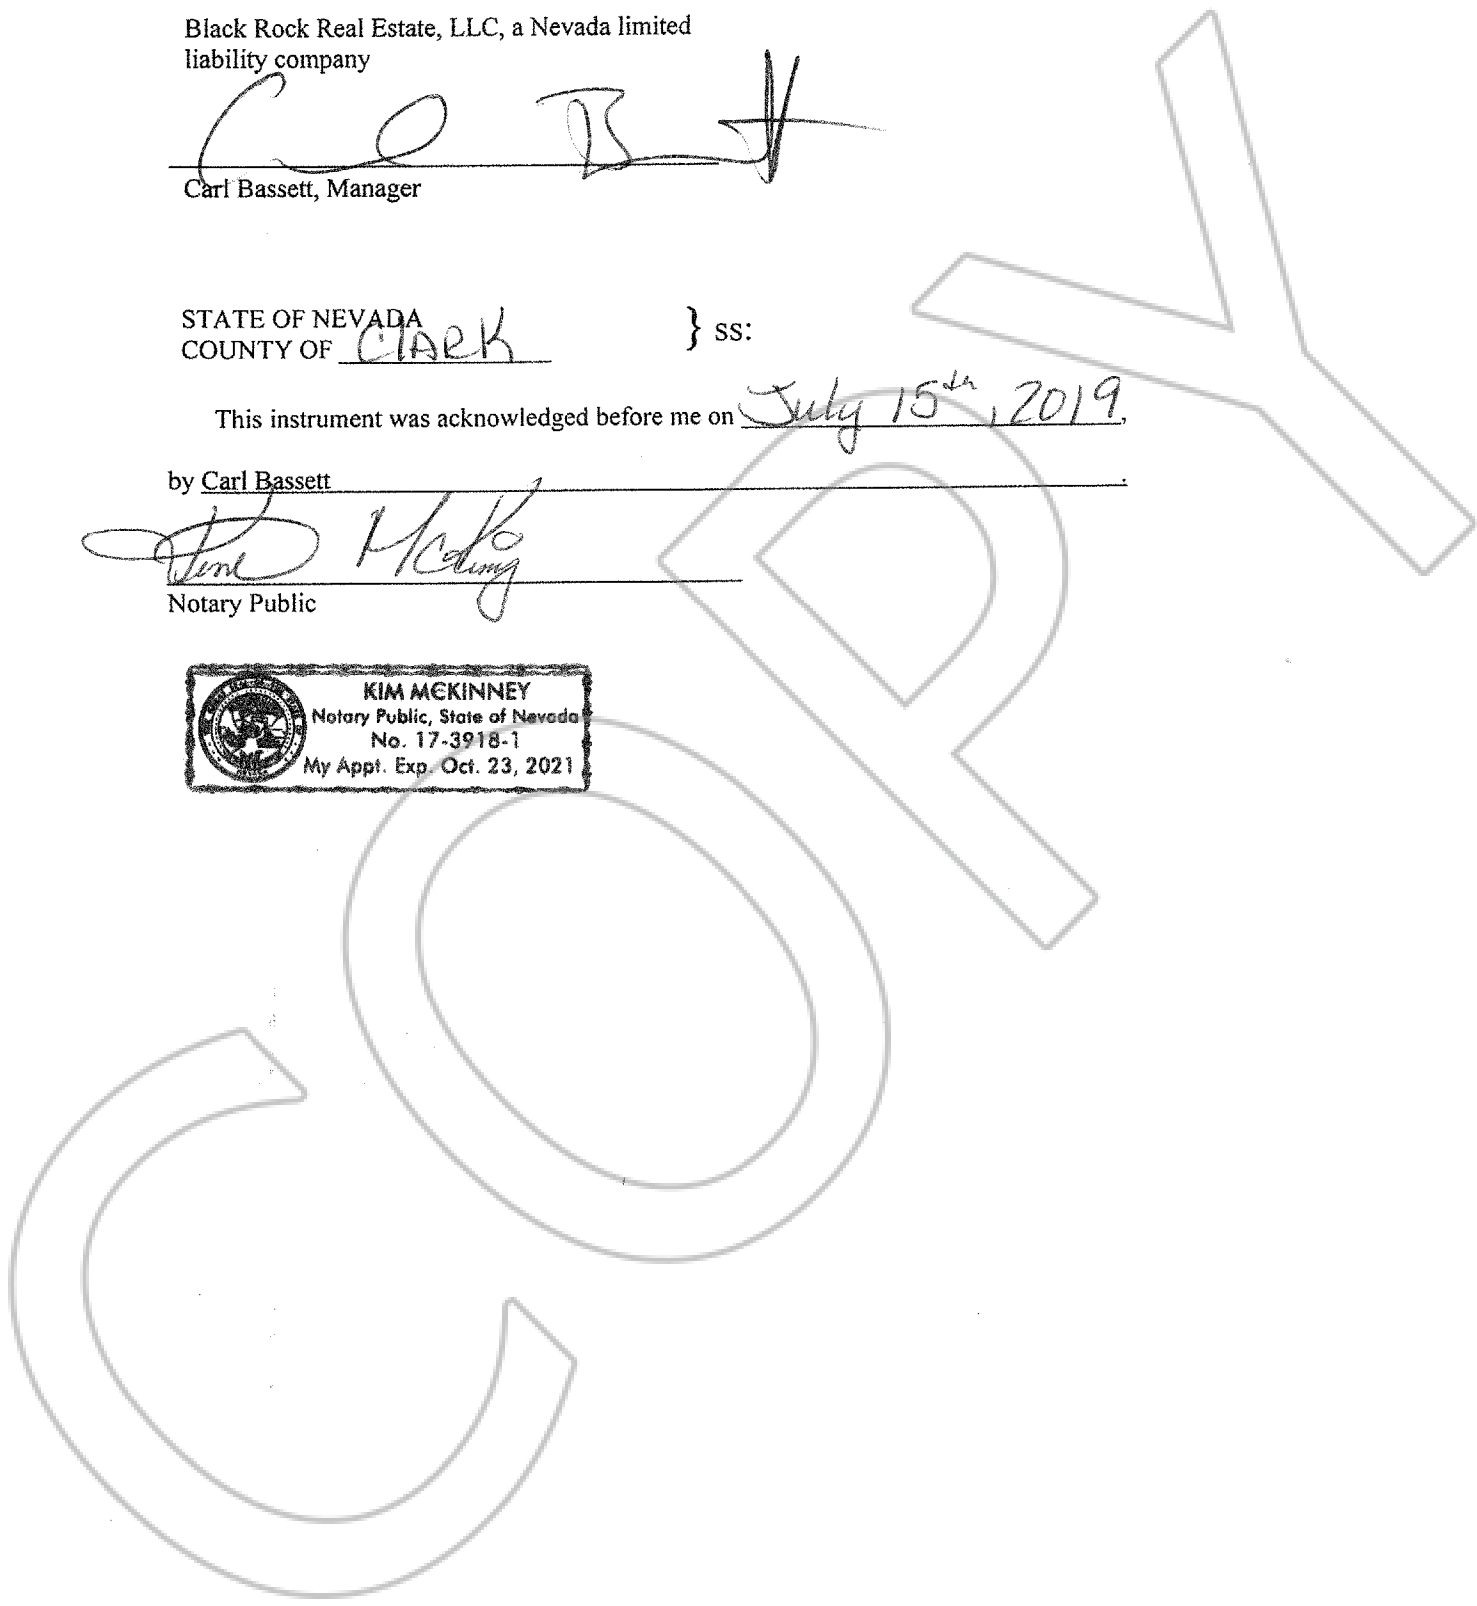 Black Rock Real Estate, LLC, a Nevada limited
liability company
Carl Bassett, Manager
STATE OF NEVADA
COUNTY OF CLARK
} ss:
This instrument was acknowledged before me on July 15th, 2019,
by Carl Bassett.
Notary Public
KIM MCKINNEY
Notary Public, State of Nevada
No. 17-3918-1
My Appt. Exp. Oct. 23, 2021
COPY